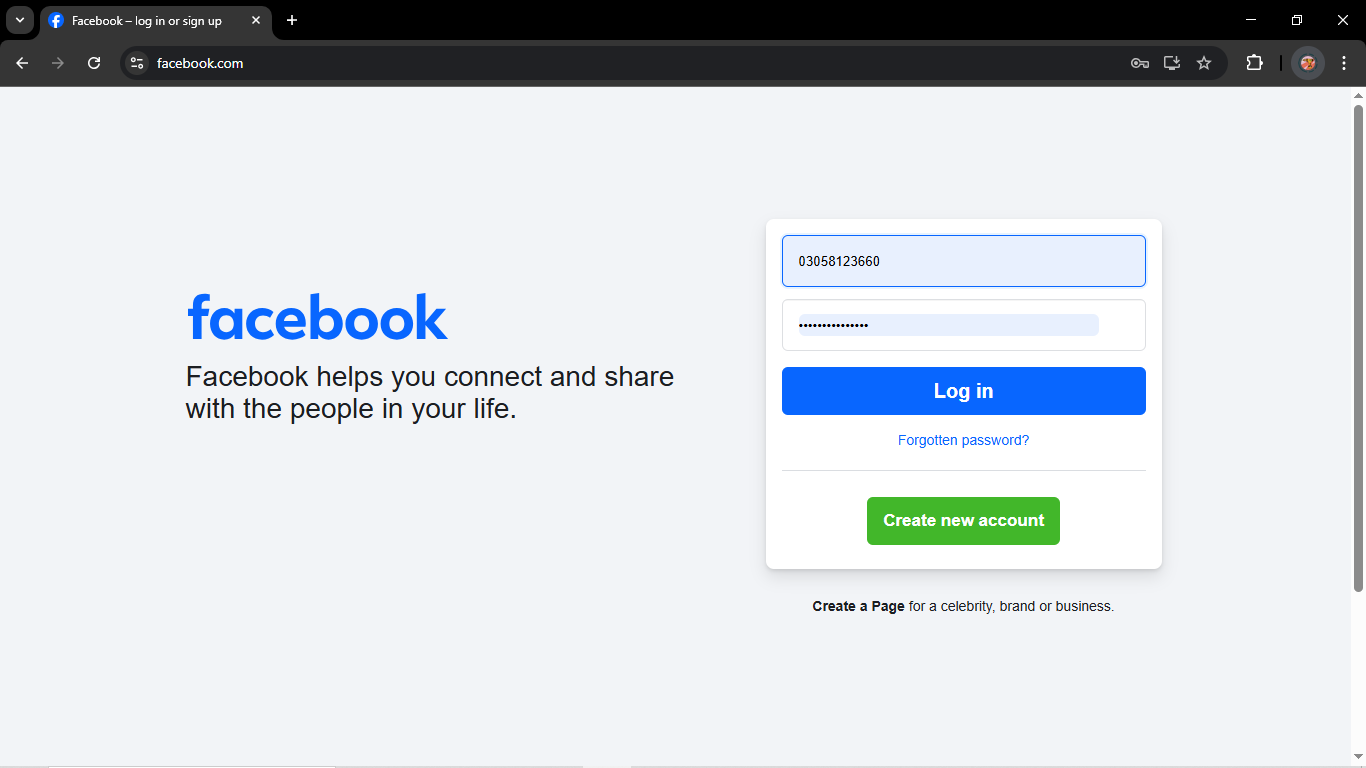 Facebook – log in or sign up
facebook.com
03058123660
•••••••••••••••
facebook
Facebook helps you connect and share
with the people in your life.
Log in
Forgotten password?
Create new account
Create a Page for a celebrity, brand or business.